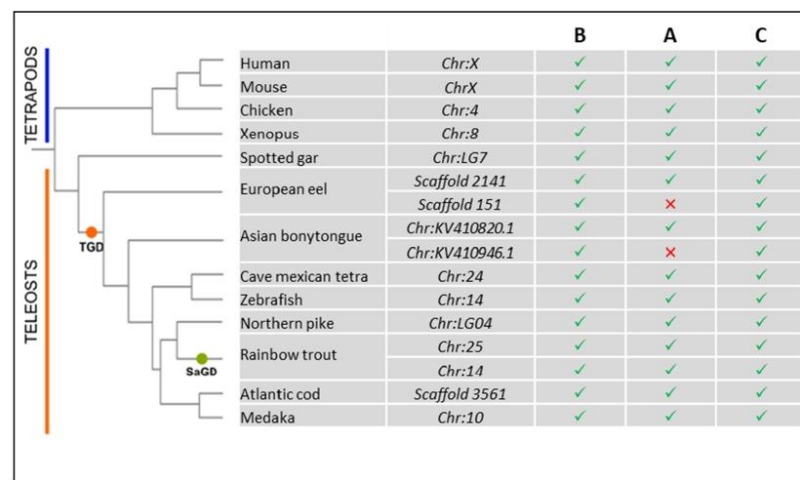 B A C
TETRAPODS
Human Chr:X ✓ ✓ ✓
Mouse ChrX ✓ ✓ ✓
Chicken Chr:4 ✓ ✓ ✓
Xenopus Chr:8 ✓ ✓ ✓
TELEOSTS
Spotted gar Chr:LG7 ✓ ✓ ✓
European eel Scaffold 2141 ✓ ✓ ✓
Scaffold 151 ✓ ✗ ✓
TGD
Asian bonytongue Chr:KV410820.1 ✓ ✓ ✓
Chr:KV410946.1 ✓ ✗ ✓
Cave mexican tetra Chr:24 ✓ ✓ ✓
Zebrafish Chr:14 ✓ ✓ ✓
Northern pike Chr:LG04 ✓ ✓ ✓
Rainbow trout Chr:25 ✓ ✓ ✓
Chr:14 ✓ ✓ ✓
SaGD
Atlantic cod Scaffold 3561 ✓ ✓ ✓
Medaka Chr:10 ✓ ✓ ✓